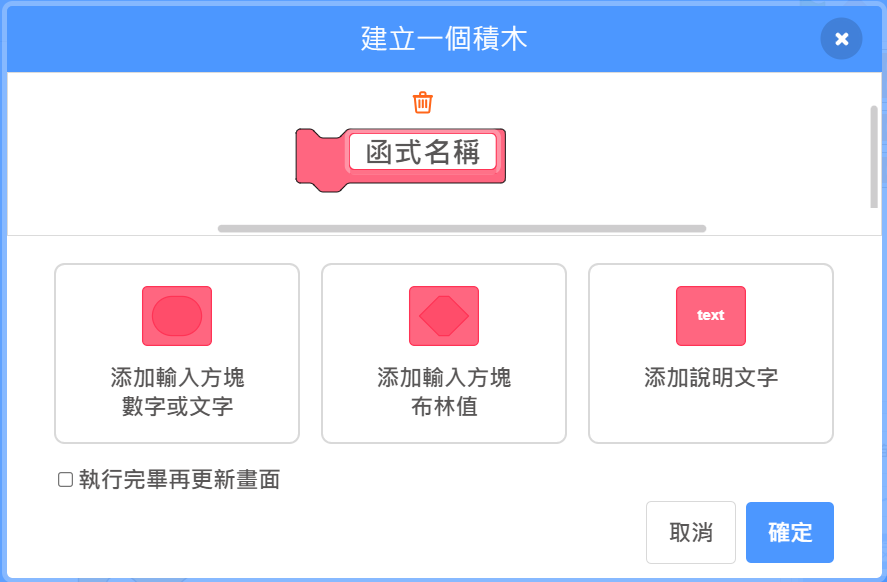 建立一個積木
函式名稱
text
添加輸入方塊
數字或文字
添加輸入方塊
布林值
添加說明文字
執行完畢再更新畫面
取消
確定